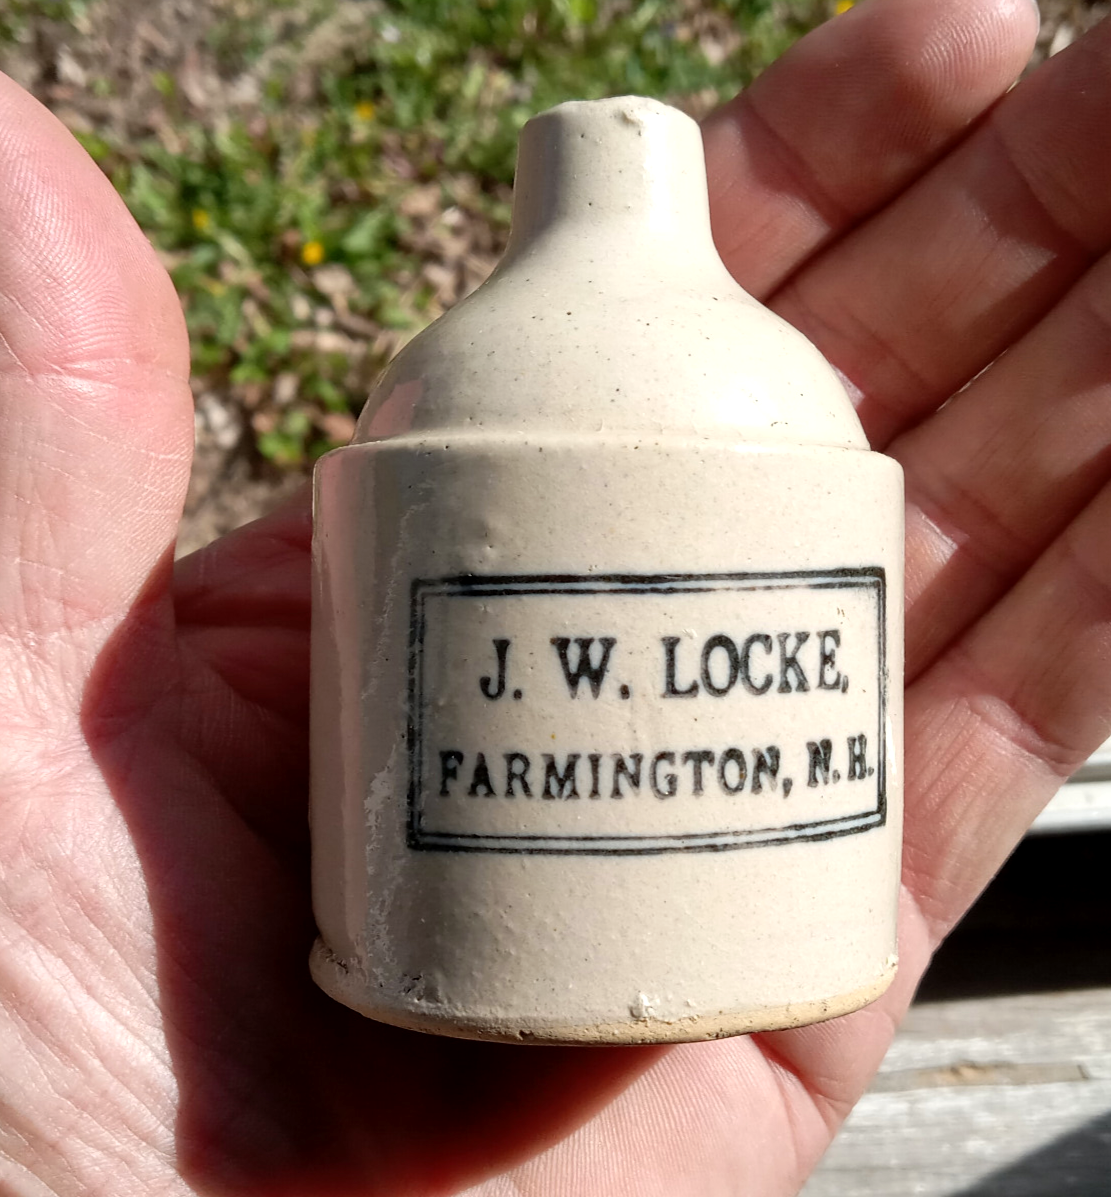 J. W. LOCKE,
FARMINGTON, N.H.